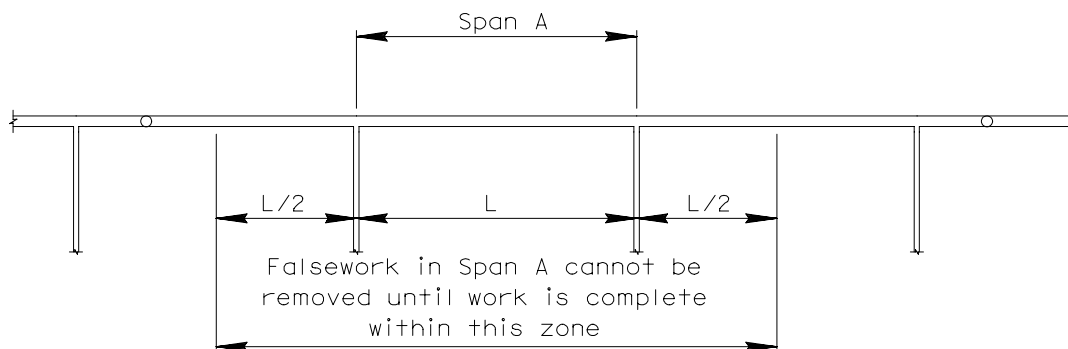 Span A
L/2
L
L/2
Falsework in Span A cannot be
removed until work is complete
within this zone